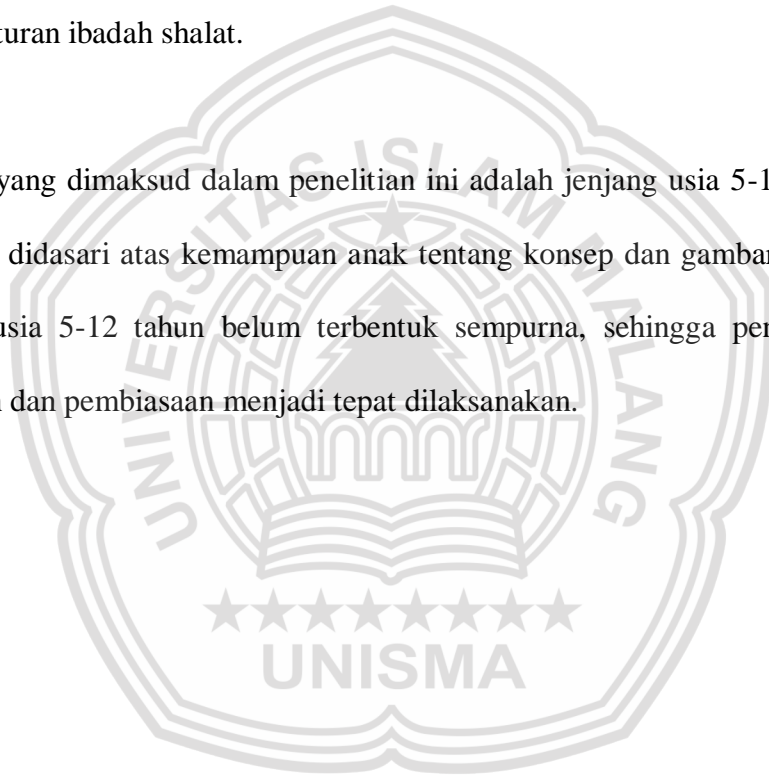 turan ibadah shalat.
yang dimaksud dalam penelitian ini adalah jenjang usia 5-1
didasari atas kemampuan anak tentang konsep dan gambar
usia 5-12 tahun belum terbentuk sempurna, sehingga per
dan pembiasaan menjadi tepat dilaksanakan.
UNIVERSITAS ISLAM MALANG
UNISMA